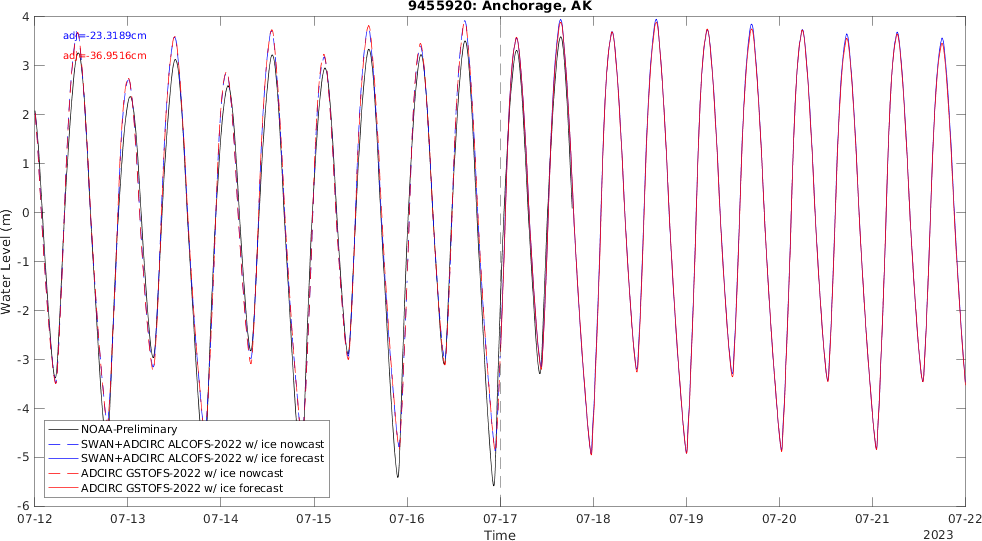 9455920: Anchorage, AK
adj=-23.3189cm
adj=-36.9516cm
4
3
2
1
0
-1
-2
-3
-4
-5
-6
Water Level (m)
NOAA-Preliminary
SWAN+ADCIRC ALCOFS-2022 w/ ice nowcast
SWAN+ADCIRC ALCOFS-2022 w/ ice forecast
ADCIRC GSTOFS-2022 w/ ice nowcast
ADCIRC GSTOFS-2022 w/ ice forecast
07-12 07-13 07-14 07-15 07-16 07-17 07-18 07-19 07-20 07-21 07-22
Time
2023